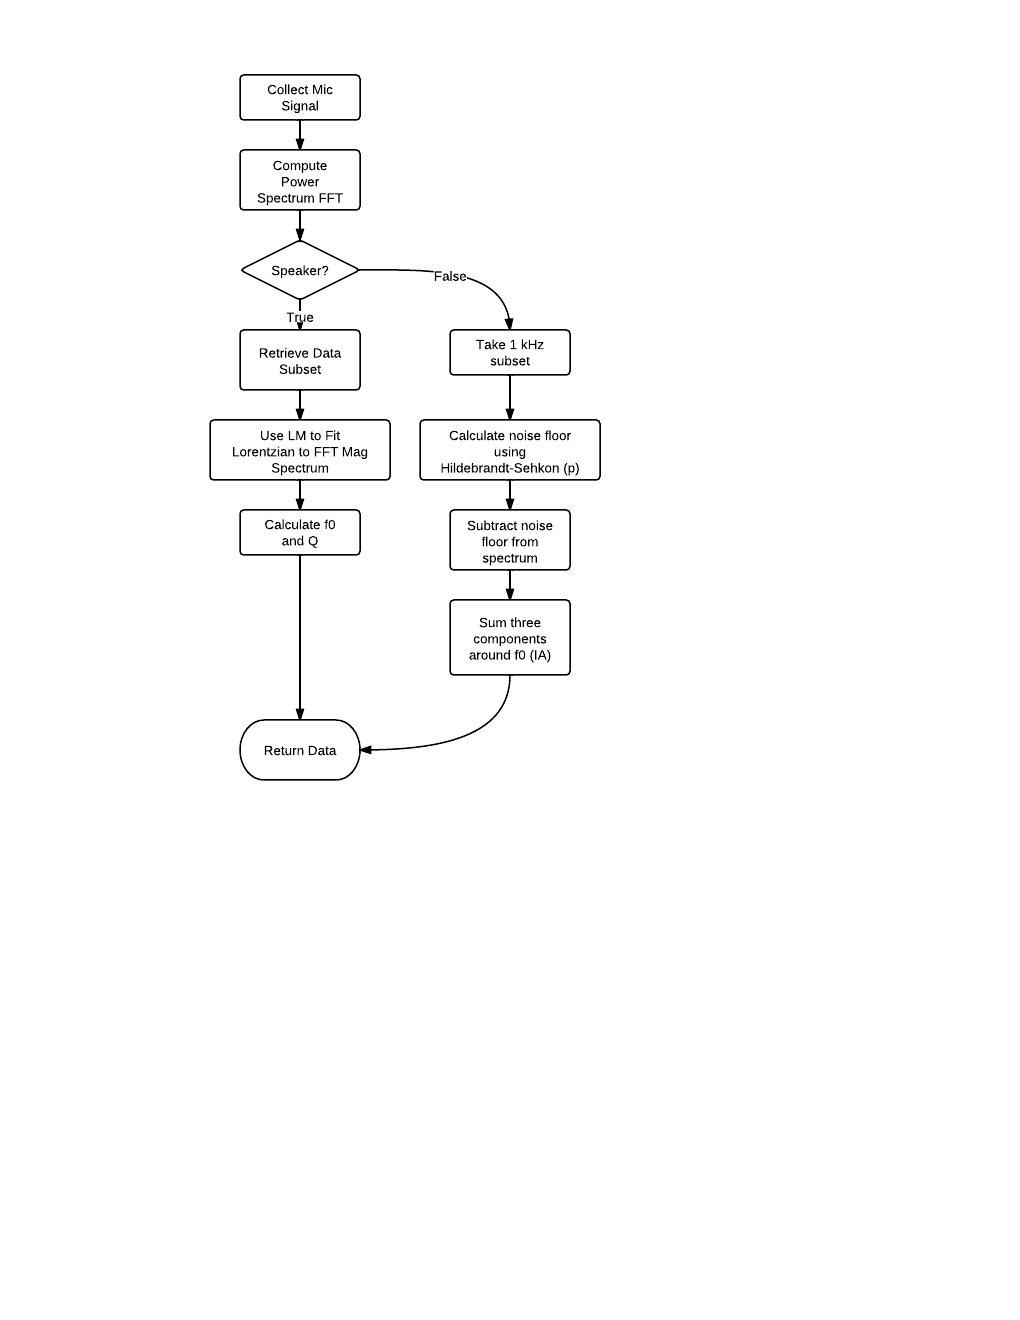 Collect Mic
Signal
Compute
Power
Spectrum FFT
Speaker?
False
True
Retrieve Data
Subset
Take 1 kHz
subset
Use LM to Fit
Lorentzian to FFT Mag
Spectrum
Calculate noise floor
using
Hildebrandt-Sehkon (p)
Calculate f0
and Q
Subtract noise
floor from
spectrum
Sum three
components
around f0 (IA)
Return Data